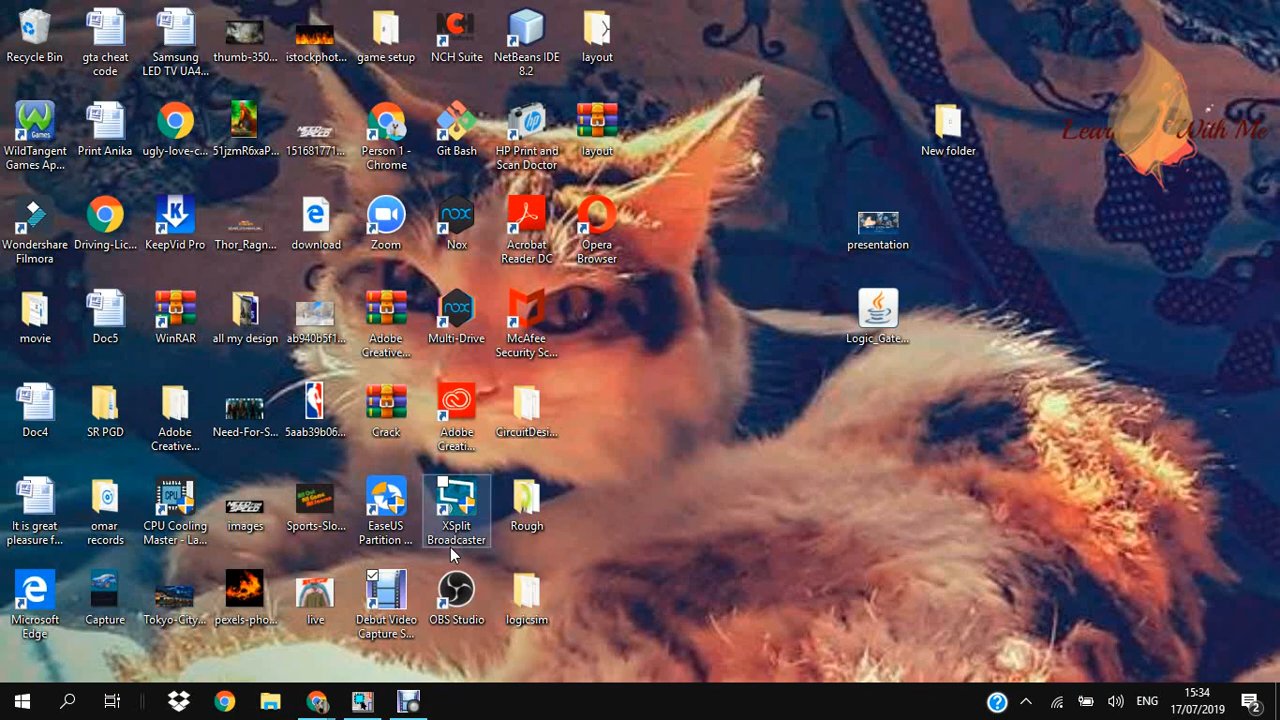 Recycle Bin
gta cheat
code
Samsung
LED TV UA4...
thumb-350...
istockphot...
game setup
NCH Suite
NetBeans IDE
8.2
layout
WildTangent
Games Ap...
Print Anika
ugly-love-c...
51jzmR6xaP...
151681771...
Person 1 -
Chrome
Git Bash
HP Print and
Scan Doctor
layout
New folder
Learn With Me
Wondershare
Filmora
Driving-Lic...
KeepVid Pro
Thor_Ragn...
download
Zoom
Nox
Acrobat
Reader DC
Opera
Browser
presentation
movie
Doc5
WinRAR
all my design
ab940b5f1...
Adobe
Creative...
Multi-Drive
McAfee
Security Sc...
Logic_Gate...
Doc4
SR PGD
Adobe
Creative...
Need-For-S...
5aab39b06...
Crack
Adobe
Creati...
CircuitDesi...
It is great
pleasure f...
omar
records
CPU Cooling
Master - La...
images
Sports-Slo...
EaseUS
Partition ...
XSplit
Broadcaster
Rough
Microsoft
Edge
Capture
Tokyo-City...
pexels-pho...
live
Debut Video
Capture S...
OBS Studio
logicsim
ENG
15:34
17/07/2019
2